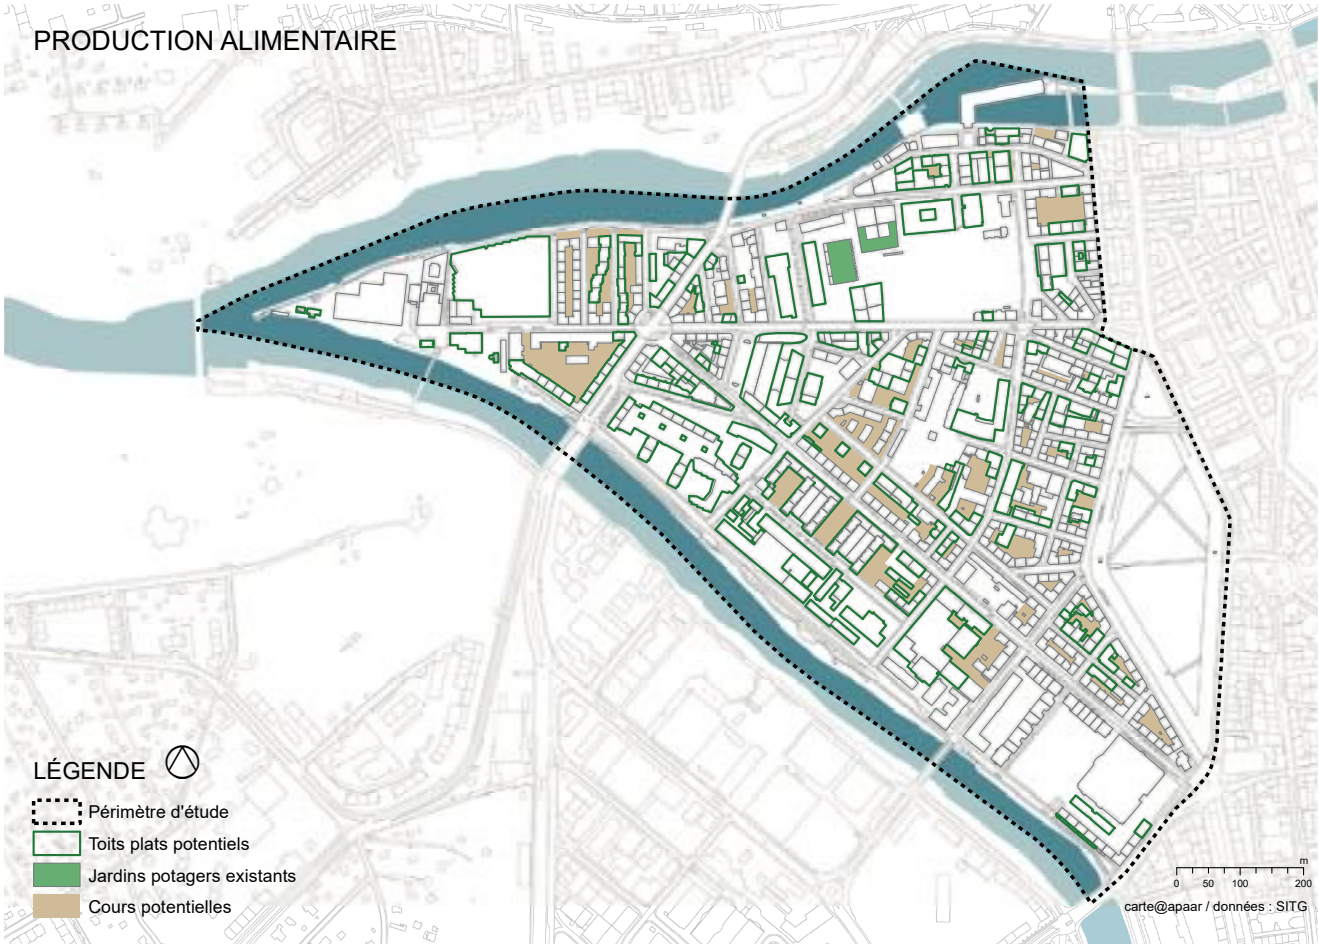 PRODUCTION ALIMENTAIRE
LÉGENDE
Périmètre d'étude
Toits plats potentiels
Jardins potagers existants
Cours potentielles
m
0 50 100 200
carte@apaar / données : SITG